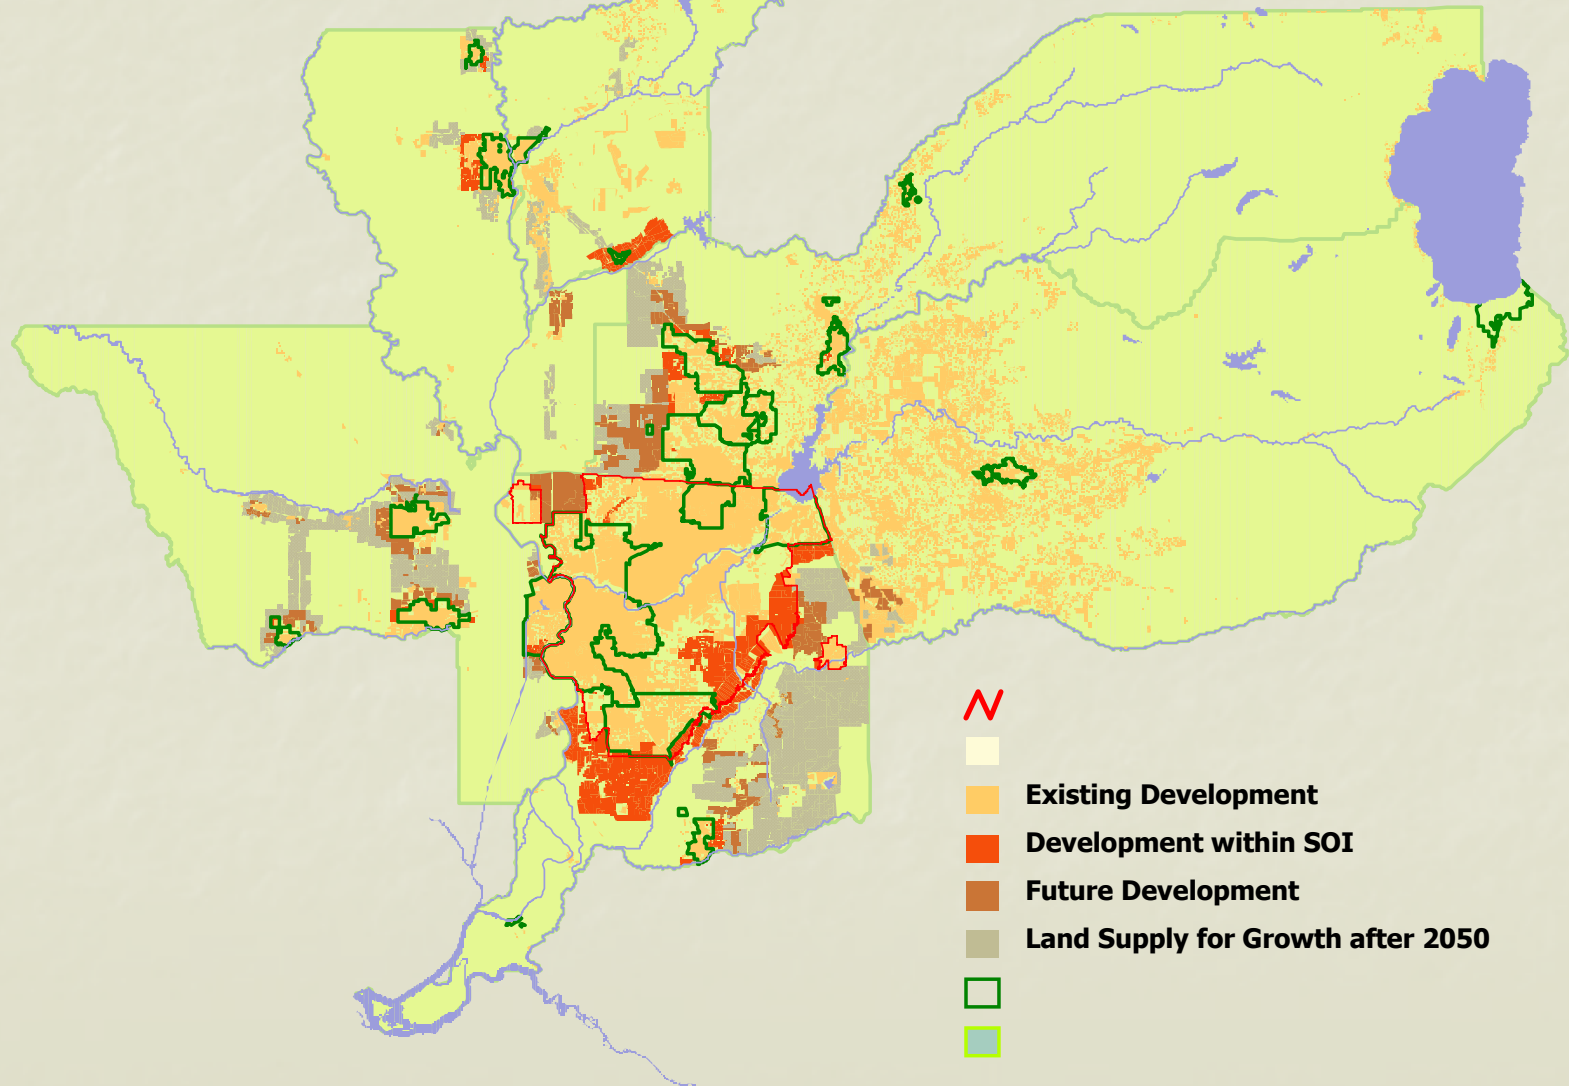 Existing Development
Development within SOI
Future Development
Land Supply for Growth after 2050